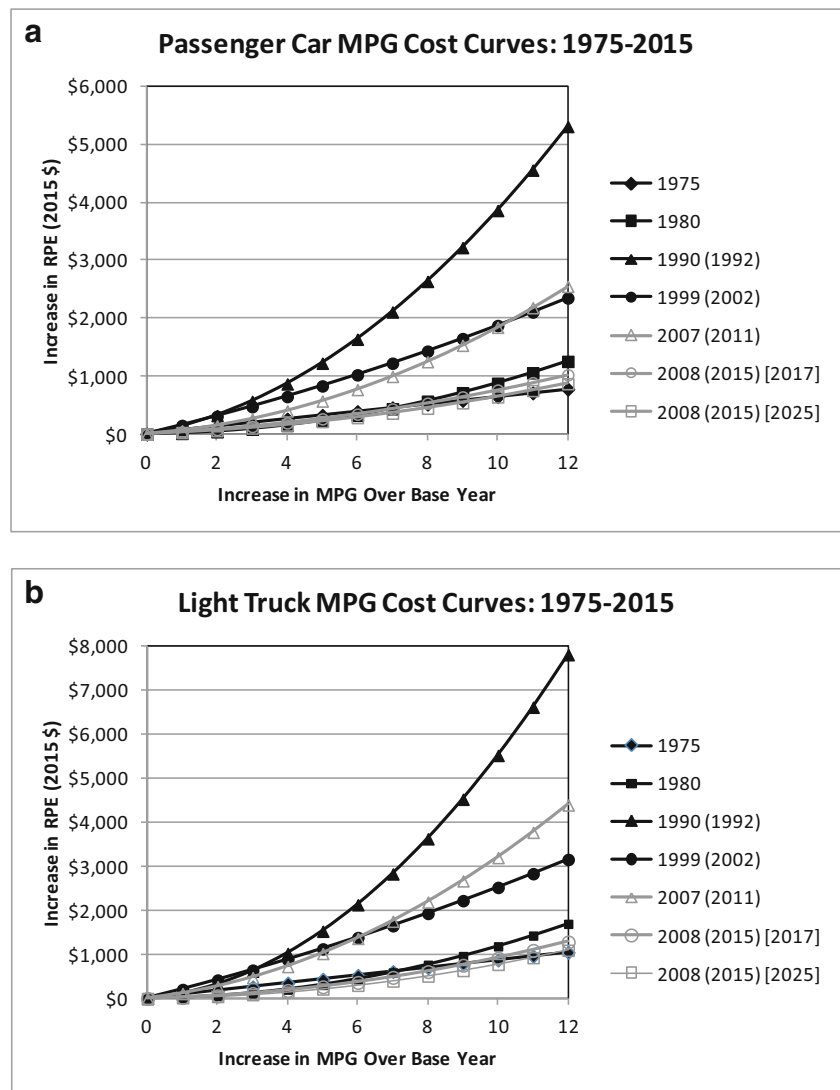 a
Passenger Car MPG Cost Curves: 1975-2015
Increase in RPE (2015 $)
$6,000
$5,000
$4,000
$3,000
$2,000
$1,000
$0
0 2 4 6 8 10 12
Increase in MPG Over Base Year
1975
1980
1990 (1992)
1999 (2002)
2007 (2011)
2008 (2015) [2017]
2008 (2015) [2025]
b
Light Truck MPG Cost Curves: 1975-2015
Increase in RPE (2015 $)
$8,000
$7,000
$6,000
$5,000
$4,000
$3,000
$2,000
$1,000
$0
0 2 4 6 8 10 12
Increase in MPG Over Base Year
1975
1980
1990 (1992)
1999 (2002)
2007 (2011)
2008 (2015) [2017]
2008 (2015) [2025]